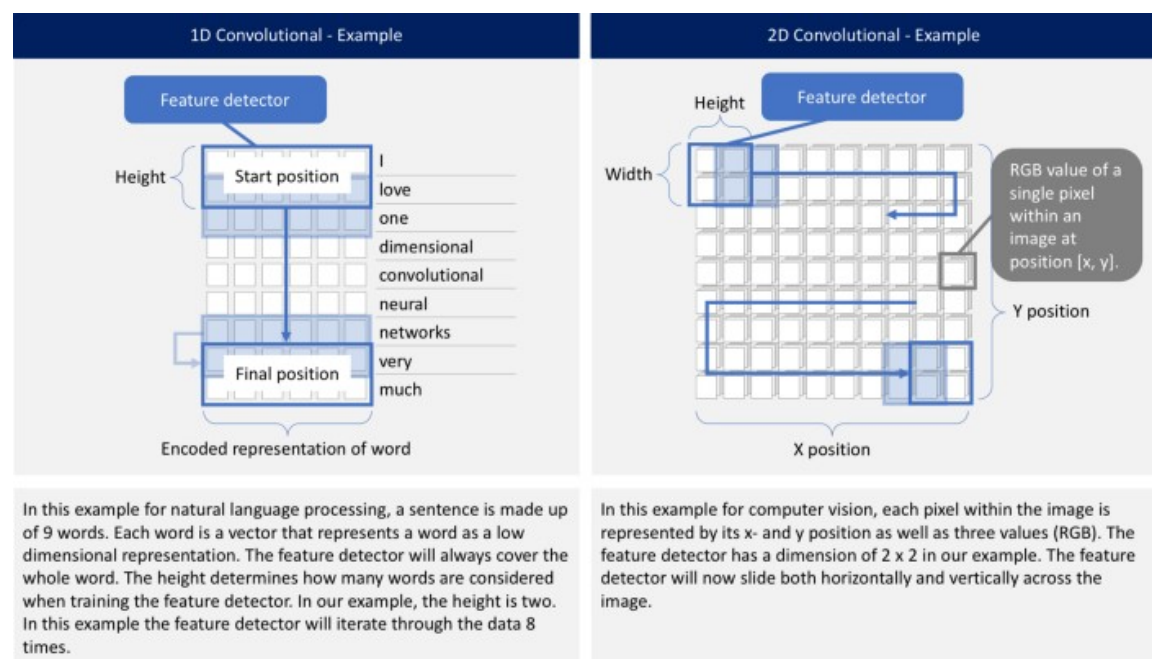 1D Convolutional - Example
Feature detector
Height
Start position
Final position
I
love
one
dimensional
convolutional
neural
networks
very
much
Encoded representation of word
In this example for natural language processing, a sentence is made up
of 9 words. Each word is a vector that represents a word as a low
dimensional representation. The feature detector will always cover the
whole word. The height determines how many words are considered
when training the feature detector. In our example, the height is two.
In this example the feature detector will iterate through the data 8
times.
2D Convolutional - Example
Height
Feature detector
Width
RGB value of a
single pixel
within an
image at
position [x, y].
Y position
X position
In this example for computer vision, each pixel within the image is
represented by its x- and y position as well as three values (RGB). The
feature detector has a dimension of 2 x 2 in our example. The feature
detector will now slide both horizontally and vertically across the
image.